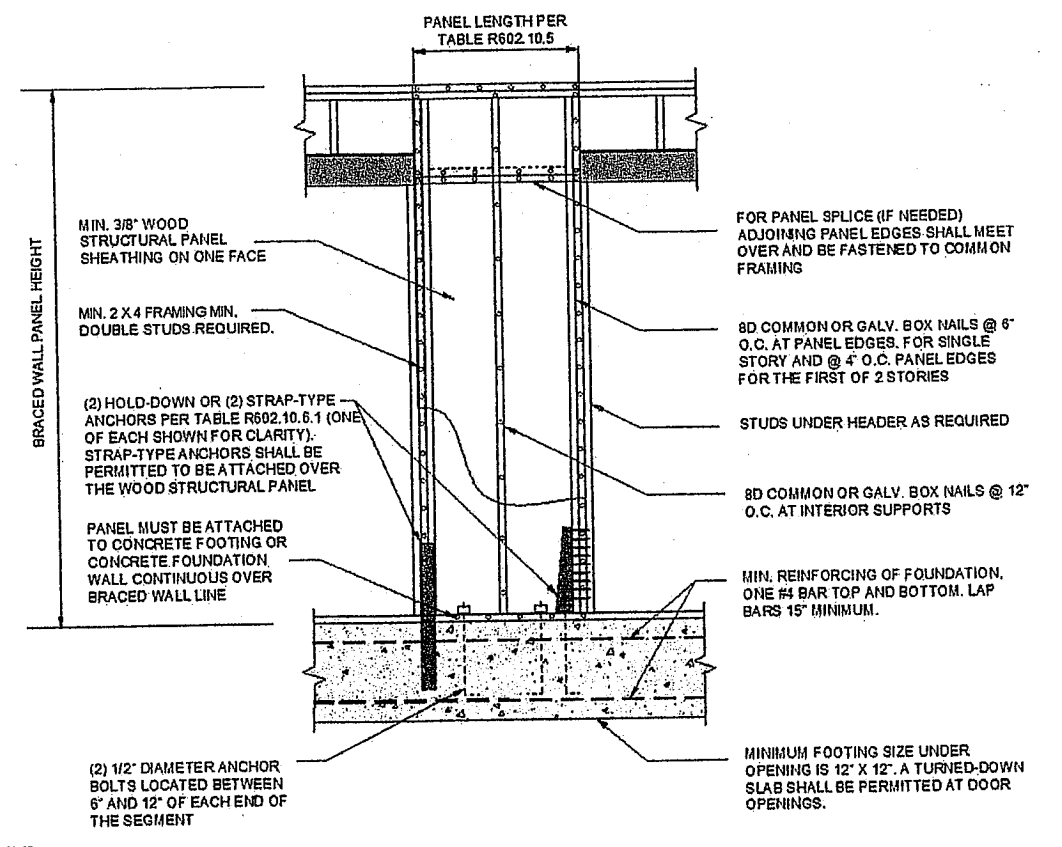 PANEL LENGTH PER
TABLE R602.10.5
BRACED WALL PANEL HEIGHT
MIN. 3/8" WOOD
STRUCTURAL PANEL
SHEATHING ON ONE FACE
MIN. 2 X 4 FRAMING MIN.
DOUBLE STUDS REQUIRED.
(2) HOLD-DOWN OR (2) STRAP-TYPE
ANCHORS PER TABLE R602.10.6.1 (ONE
OF EACH SHOWN FOR CLARITY).
STRAP-TYPE ANCHORS SHALL BE
PERMITTED TO BE ATTACHED OVER
THE WOOD STRUCTURAL PANEL
PANEL MUST BE ATTACHED
TO CONCRETE FOOTING OR
CONCRETE FOUNDATION
WALL CONTINUOUS OVER
BRACED WALL LINE
(2) 1/2" DIAMETER ANCHOR
BOLTS LOCATED BETWEEN
6" AND 12" OF EACH END OF
THE SEGMENT
FOR PANEL SPLICE (IF NEEDED)
ADJOINING PANEL EDGES SHALL MEET
OVER AND BE FASTENED TO COMMON
FRAMING
8D COMMON OR GALV. BOX NAILS @ 6"
O.C. AT PANEL EDGES. FOR SINGLE
STORY AND @ 4" O.C. PANEL EDGES
FOR THE FIRST OF 2 STORIES
STUDS UNDER HEADER AS REQUIRED
8D COMMON OR GALV. BOX NAILS @ 12"
O.C. AT INTERIOR SUPPORTS
MIN. REINFORCING OF FOUNDATION,
ONE #4 BAR TOP AND BOTTOM. LAP
BARS 15" MINIMUM.
MINIMUM FOOTING SIZE UNDER
OPENING IS 12" X 12". A TURNED-DOWN
SLAB SHALL BE PERMITTED AT DOOR
OPENINGS.